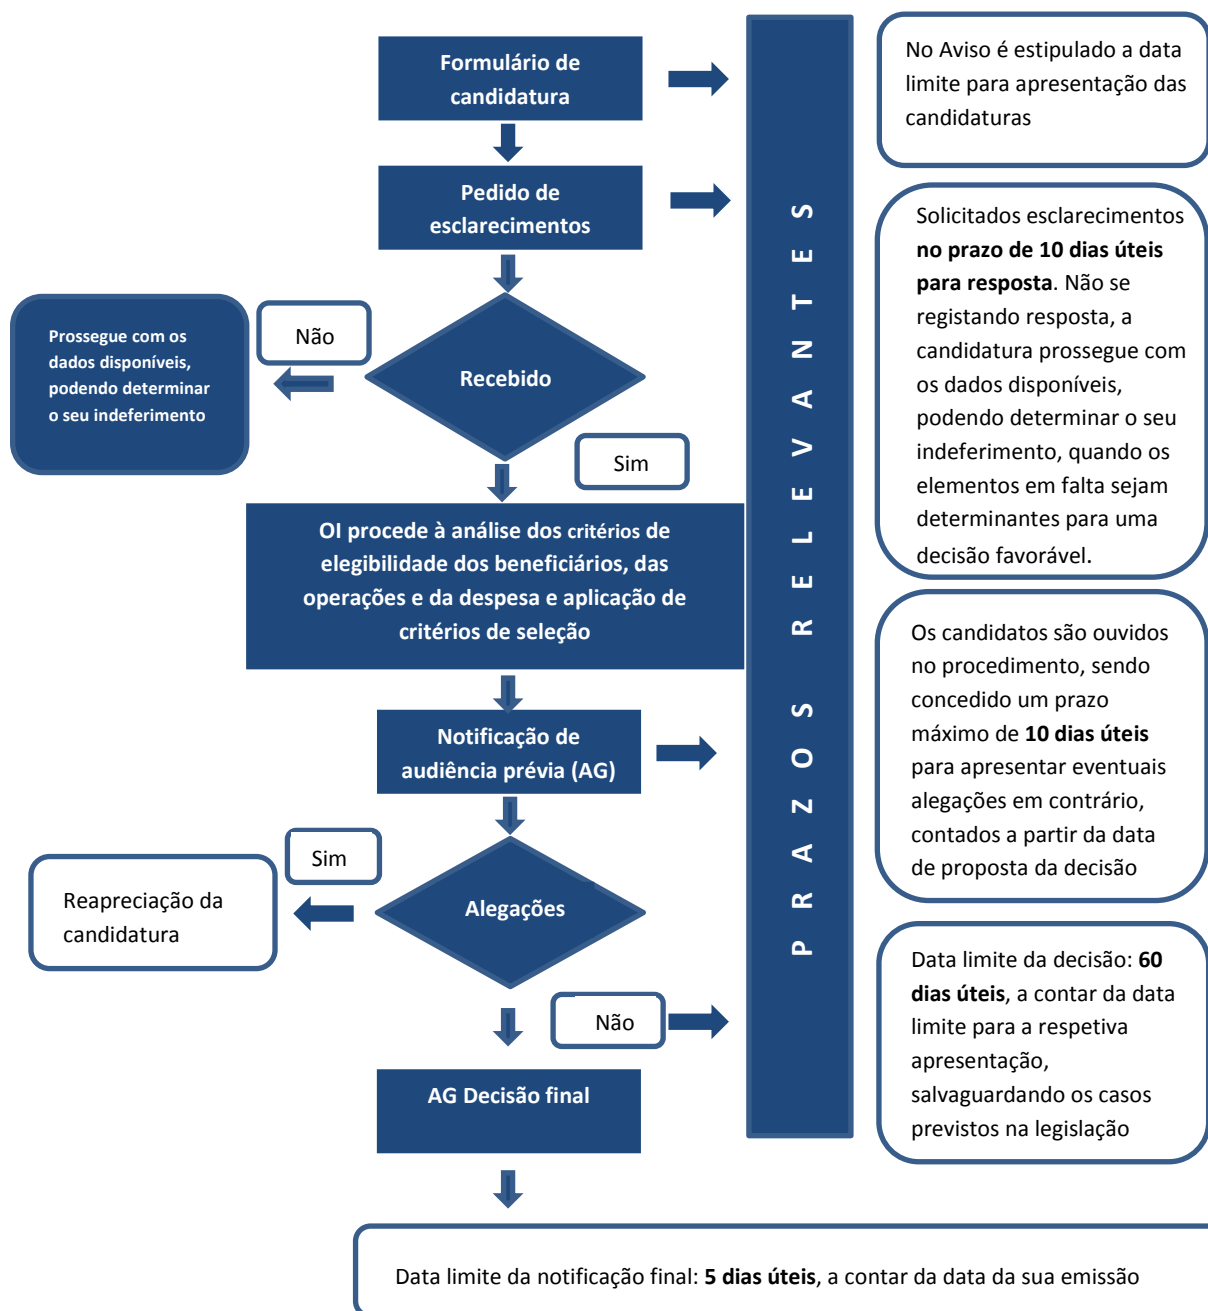 Formulário de
candidatura
No Aviso é estipulado a data
limite para apresentação das
candidaturas
Pedido de
esclarecimentos
Solicitados esclarecimentos
no prazo de 10 dias úteis
para resposta. Não se
registando resposta, a
candidatura prossegue com
os dados disponíveis,
podendo determinar o seu
indeferimento, quando os
elementos em falta sejam
determinantes para uma
decisão favorável.
Prossegue com os
dados disponíveis,
podendo determinar
o seu indeferimento
Não
Recebido
Sim
PRAZOS RELEVANTES
OI procede à análise dos critérios de
elegibilidade dos beneficiários, das
operações e da despesa e aplicação de
critérios de seleção
Os candidatos são ouvidos
no procedimento, sendo
concedido um prazo
máximo de 10 dias úteis
para apresentar eventuais
alegações em contrário,
contados a partir da data
de proposta da decisão
Notificação de
audiência prévia (AG)
Sim
Reapreciação da
candidatura
Alegações
Não
Data limite da decisão: 60
dias úteis, a contar da data
limite para a respetiva
apresentação,
salvaguardando os casos
previstos na legislação
AG Decisão final
Data limite da notificação final: 5 dias úteis, a contar da data da sua emissão